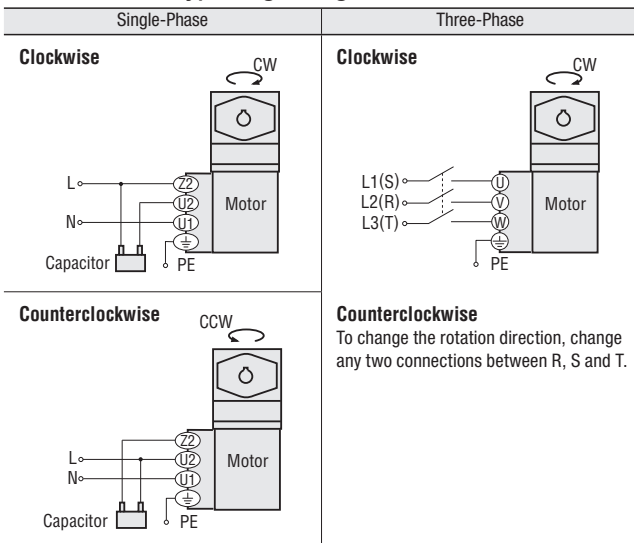 Single-Phase
Three-Phase
Clockwise
CW
L
N
Z2
U2
U1
Motor
Capacitor
PE
Clockwise
CW
L1(S)
L2(R)
L3(T)
U
V
W
Motor
PE
Counterclockwise
CCW
L
N
Z2
U2
U1
Motor
Capacitor
PE
Counterclockwise
To change the rotation direction, change
any two connections between R, S and T.